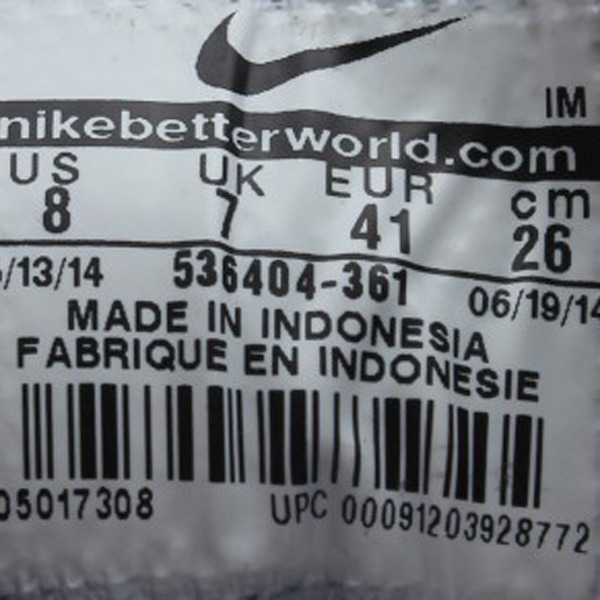 IM
nikebetterworld.com
US UK EUR cm
8 7 41 26
/13/14 536404-361 06/19/14
MADE IN INDONESIA
FABRIQUE EN INDONESIE
05017308 UPC 00091203928772